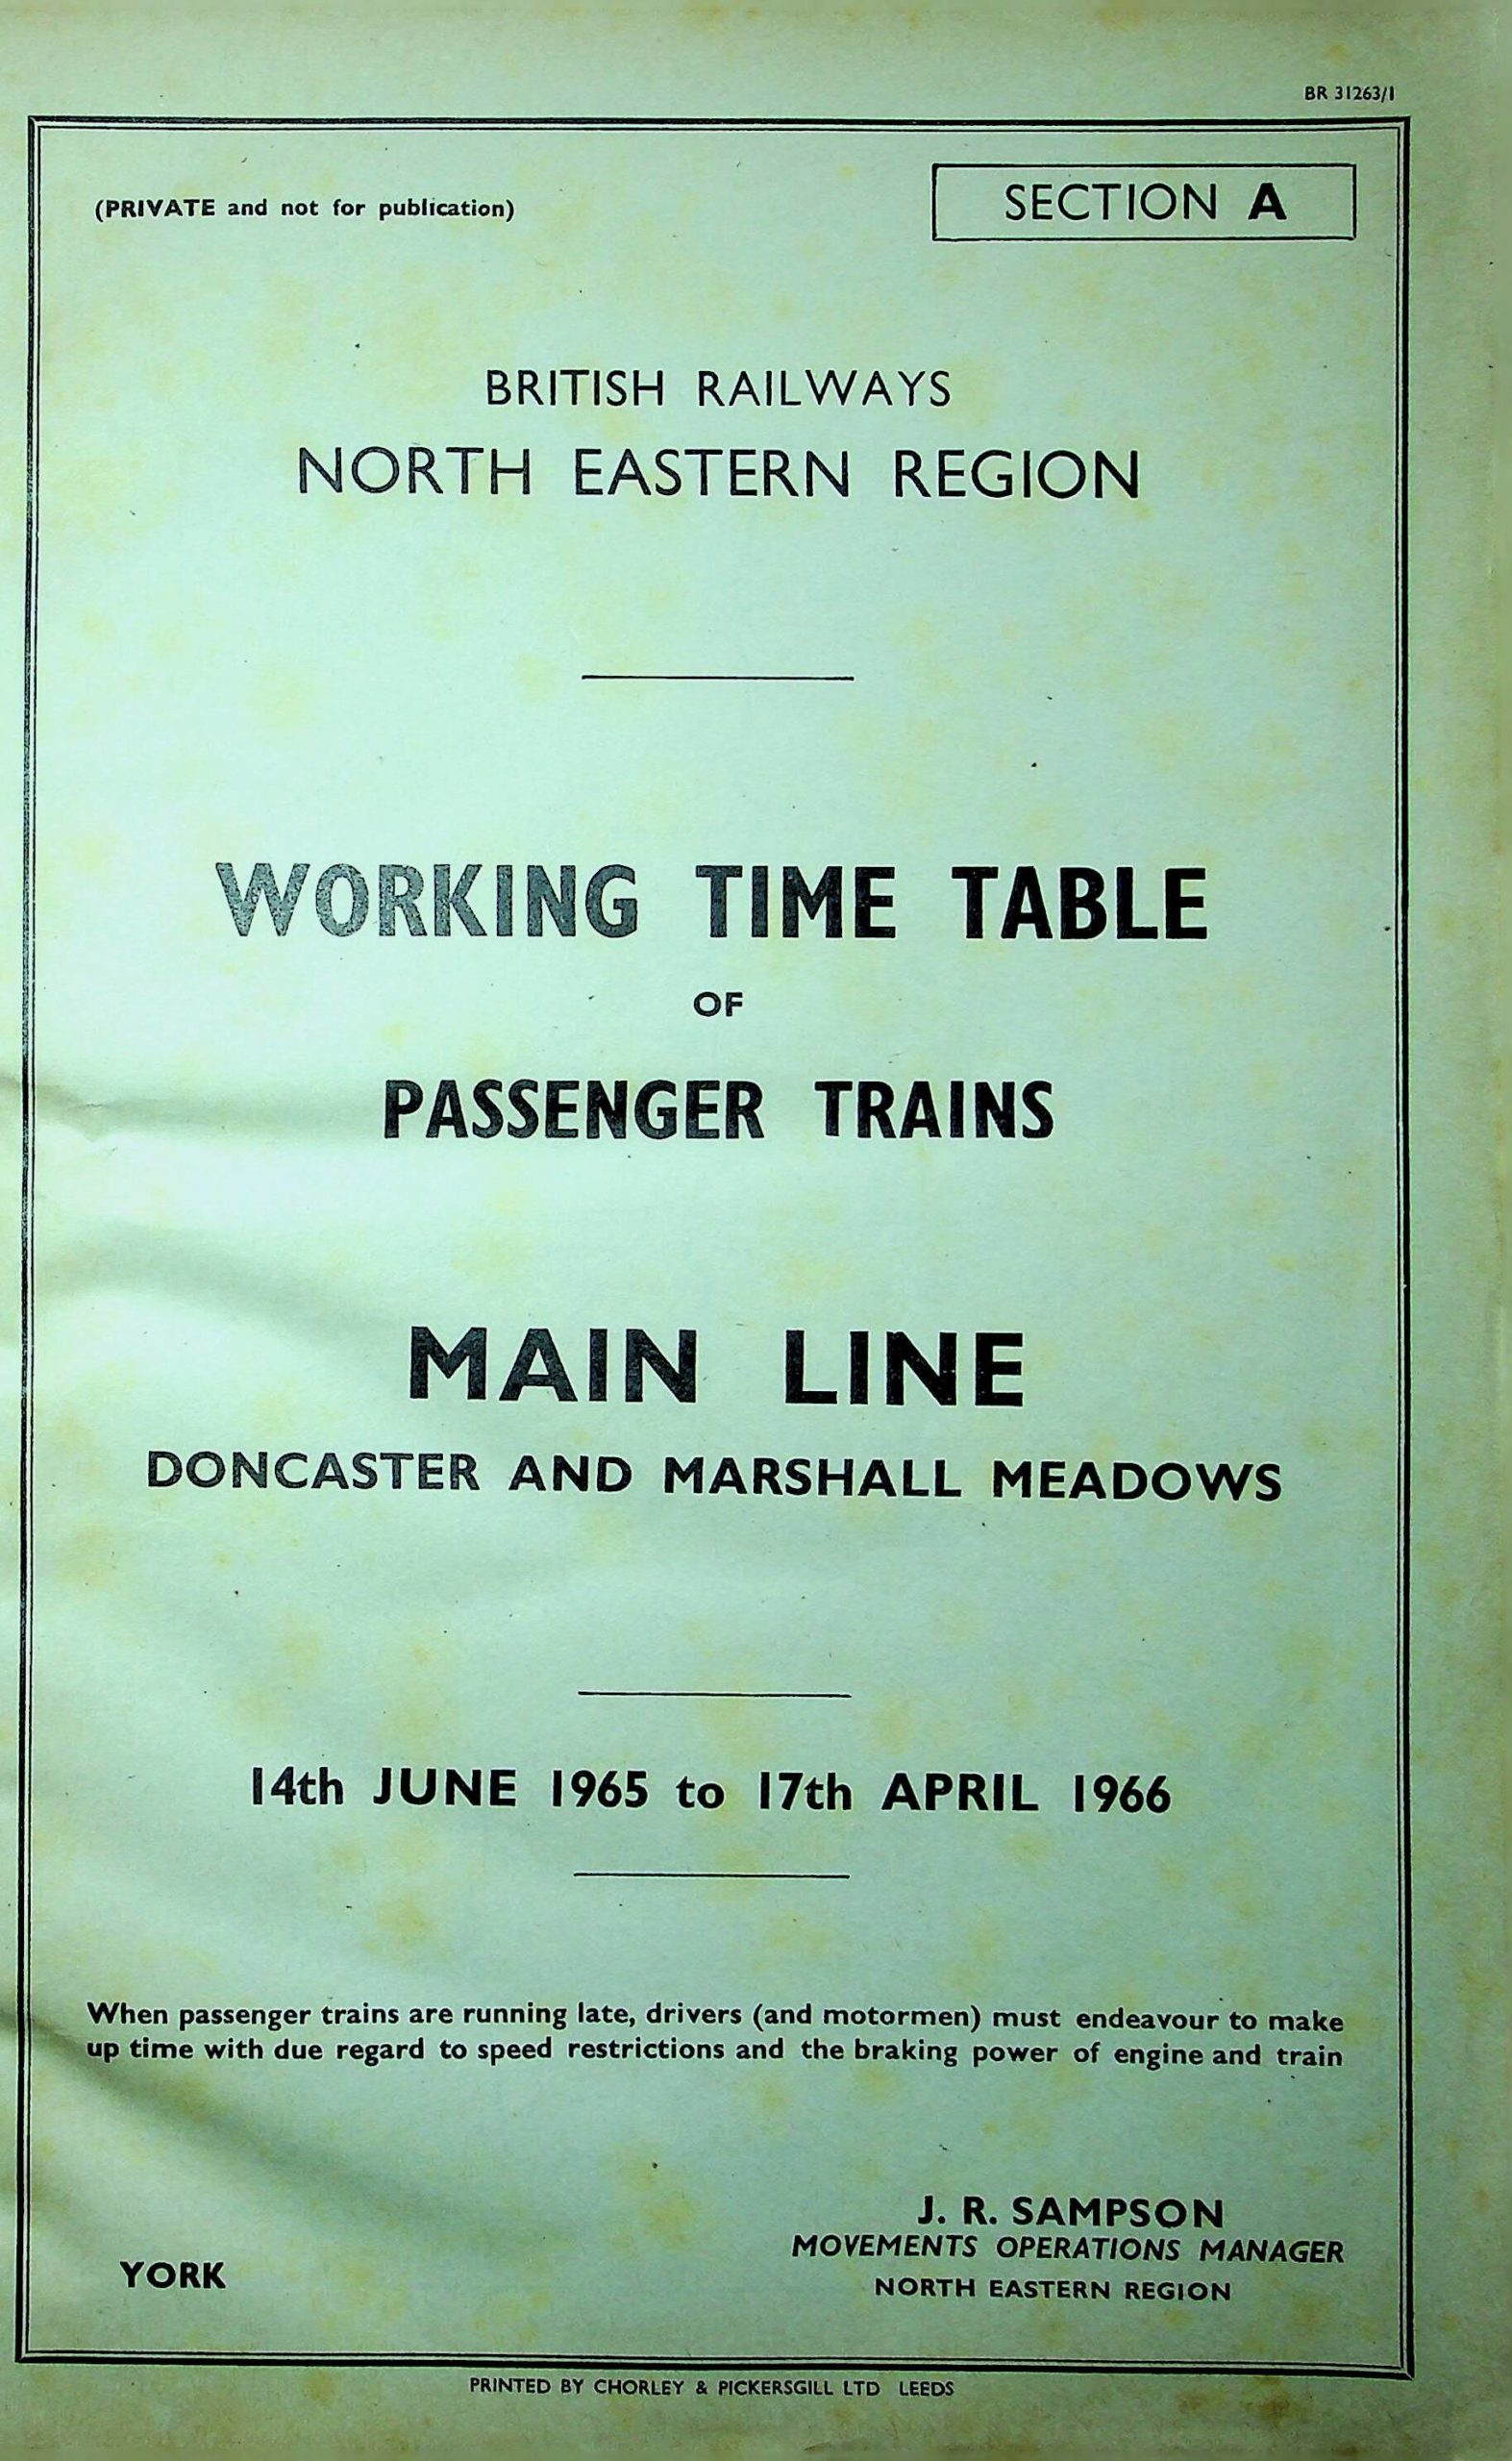 BR 31263/1
(PRIVATE and not for publication)
SECTION A
BRITISH RAILWAYS
NORTH EASTERN REGION
WORKING TIME TABLE
OF
PASSENGER TRAINS
MAIN LINE
DONCASTER AND MARSHALL MEADOWS
14th JUNE 1965 to 17th APRIL 1966
When passenger trains are running late, drivers (and motormen) must endeavour to make
up time with due regard to speed restrictions and the braking power of engine and train
J. R. SAMPSON
MOVEMENTS OPERATIONS MANAGER
YORK
NORTH EASTERN REGION
PRINTED BY CHORLEY & PICKERSGILL LTD LEEDS